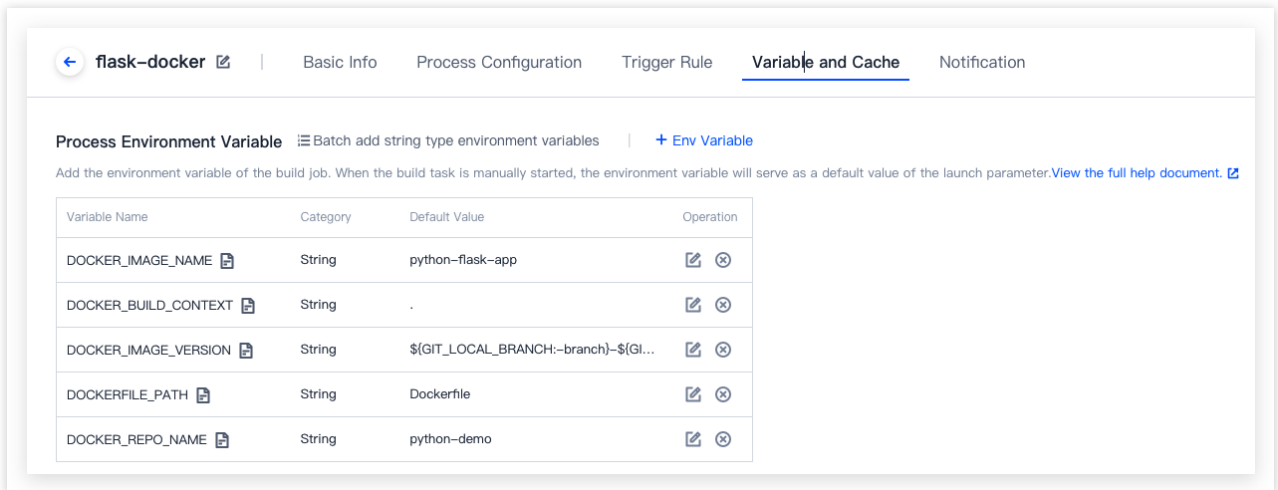 flask-docker Basic Info Process Configuration Trigger Rule Variable and Cache Notification
Process Environment Variable Batch add string type environment variables + Env Variable
Add the environment variable of the build job. When the build task is manually started, the environment variable will serve as a default value of the launch parameter.View the full help document.
Variable Name Category Default Value Operation
DOCKER_IMAGE_NAME String python-flask-app
DOCKER_BUILD_CONTEXT String .
DOCKER_IMAGE_VERSION String ${GIT_LOCAL_BRANCH:-branch}-${GI...
DOCKERFILE_PATH String Dockerfile
DOCKER_REPO_NAME String python-demo